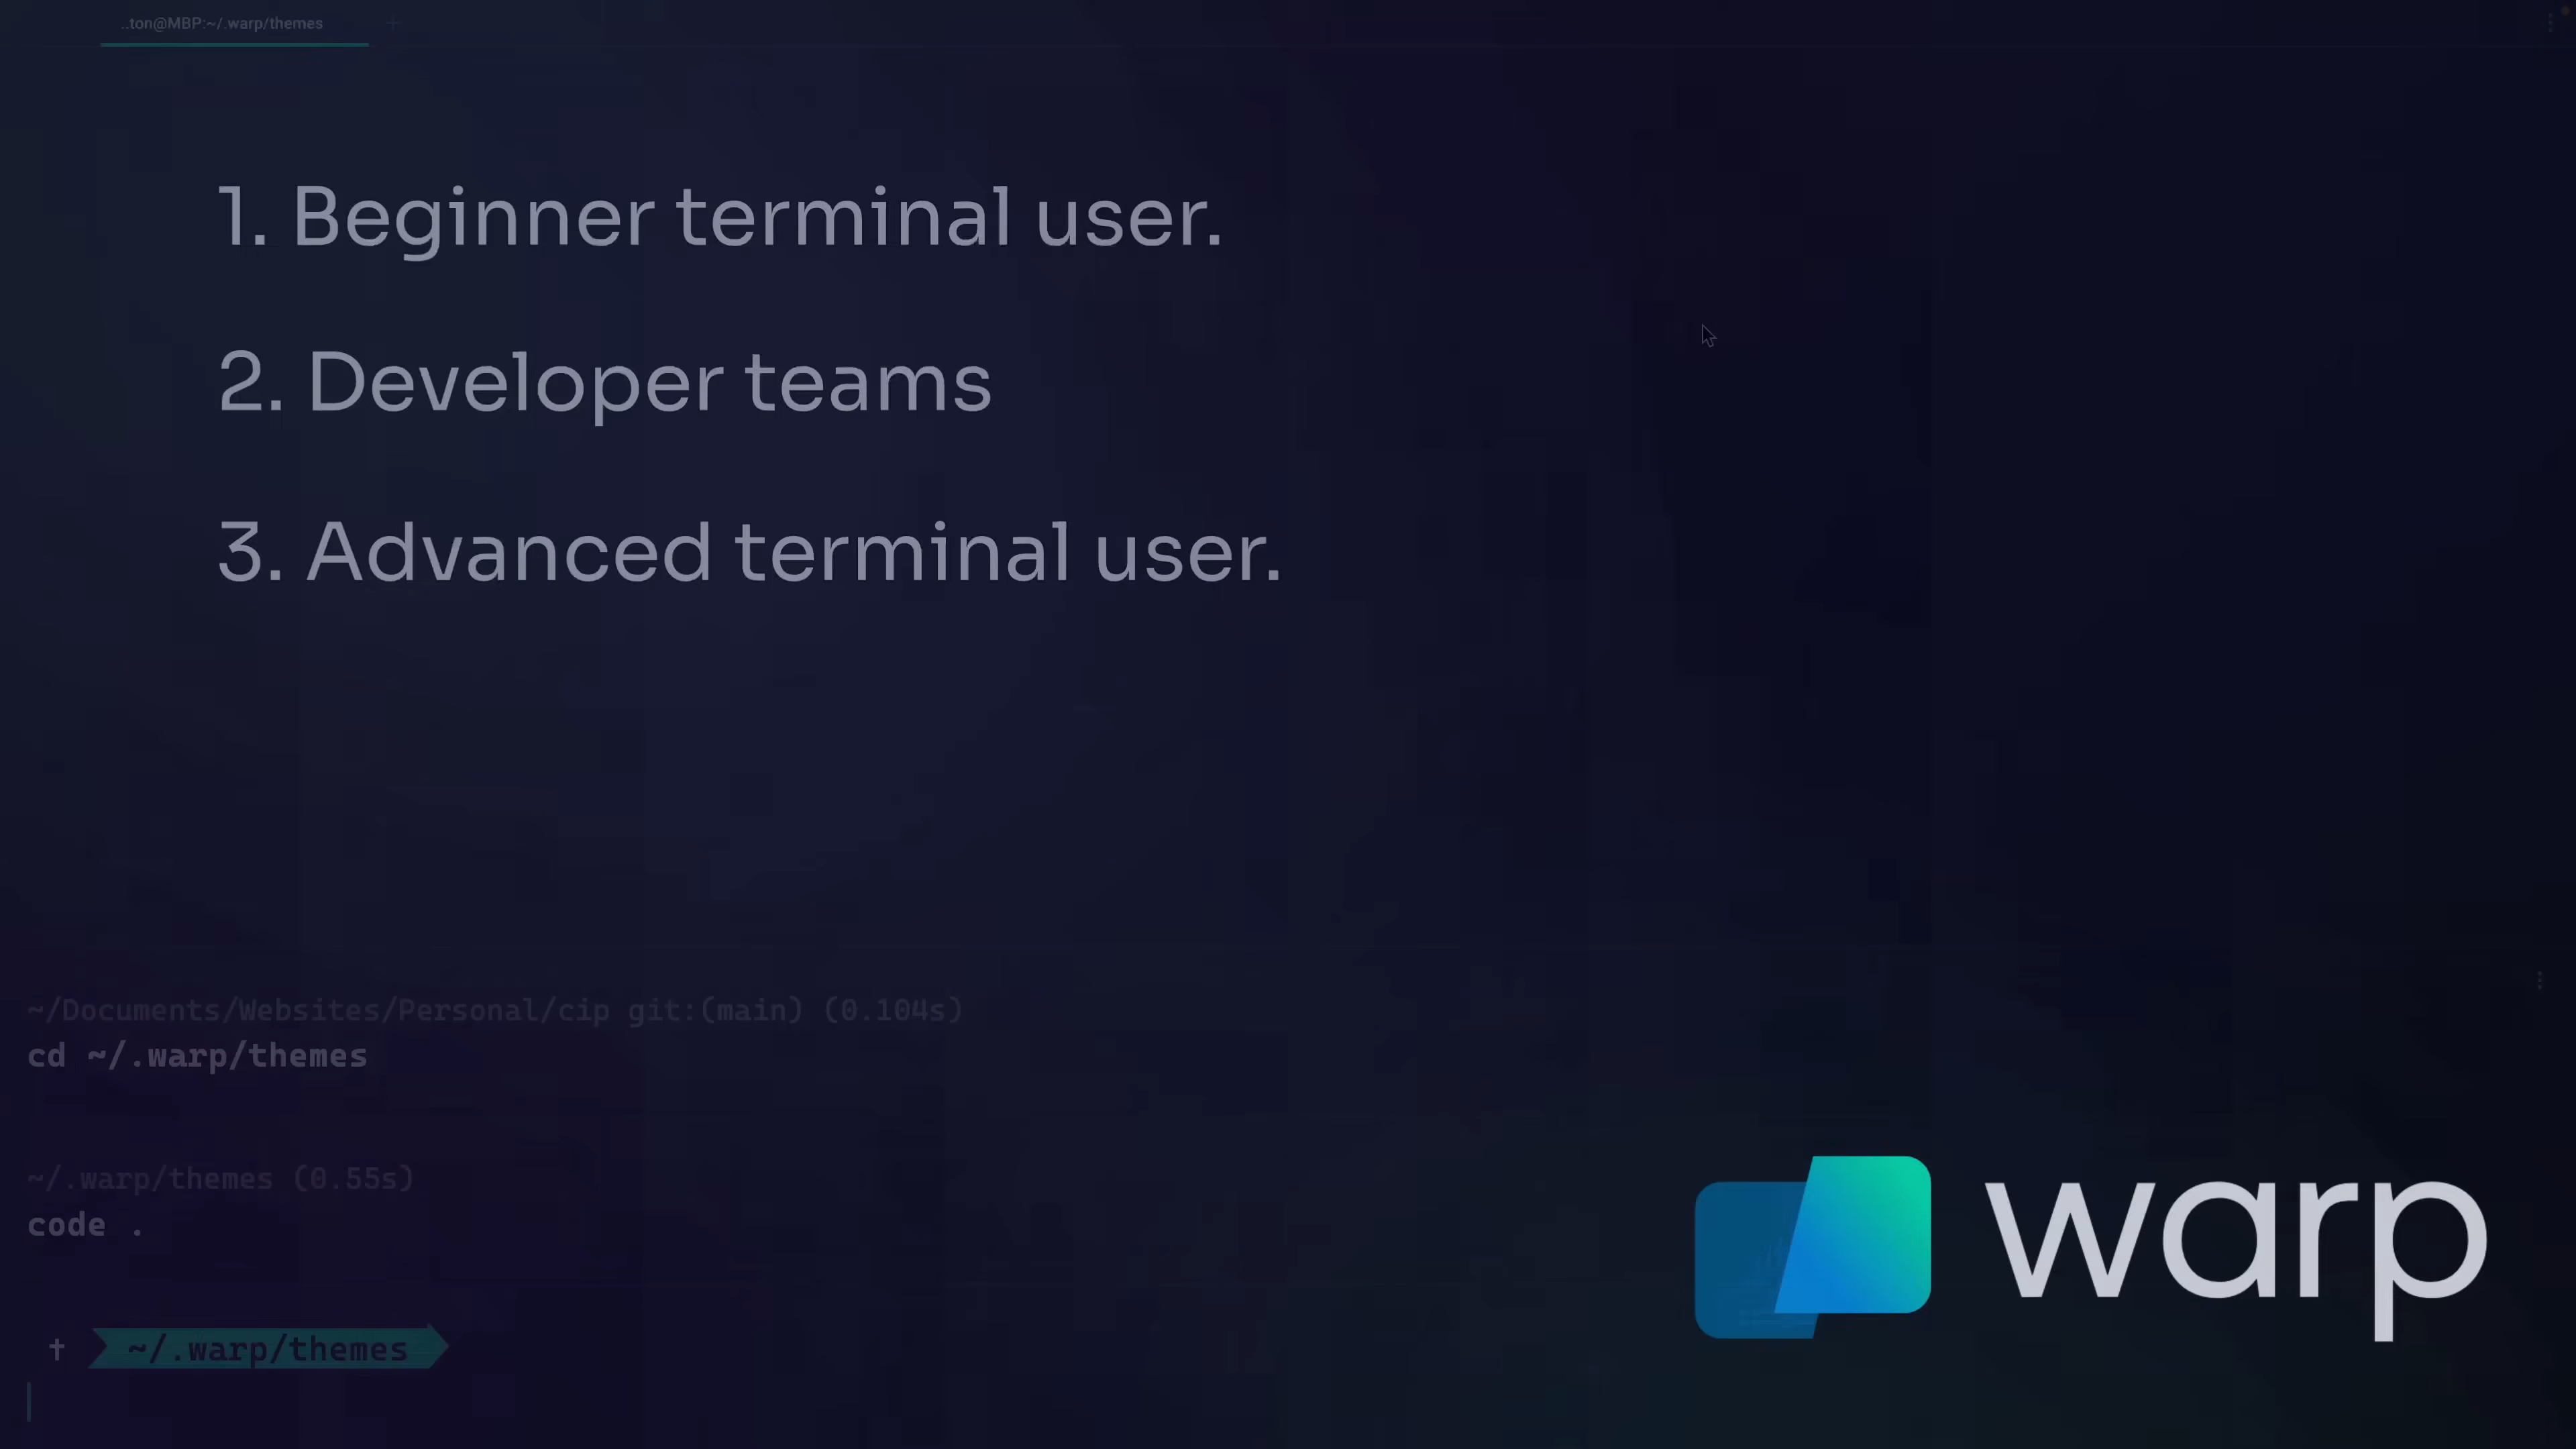 ..ton@MBP:~/.warp/themes +
1. Beginner terminal user.
2. Developer teams
3. Advanced terminal user.
~/Documents/Websites/Personal/cip git:(main) (0.104s)
cd ~/.warp/themes
~/.warp/themes (0.55s)
code .
† ~/.warp/themes
warp